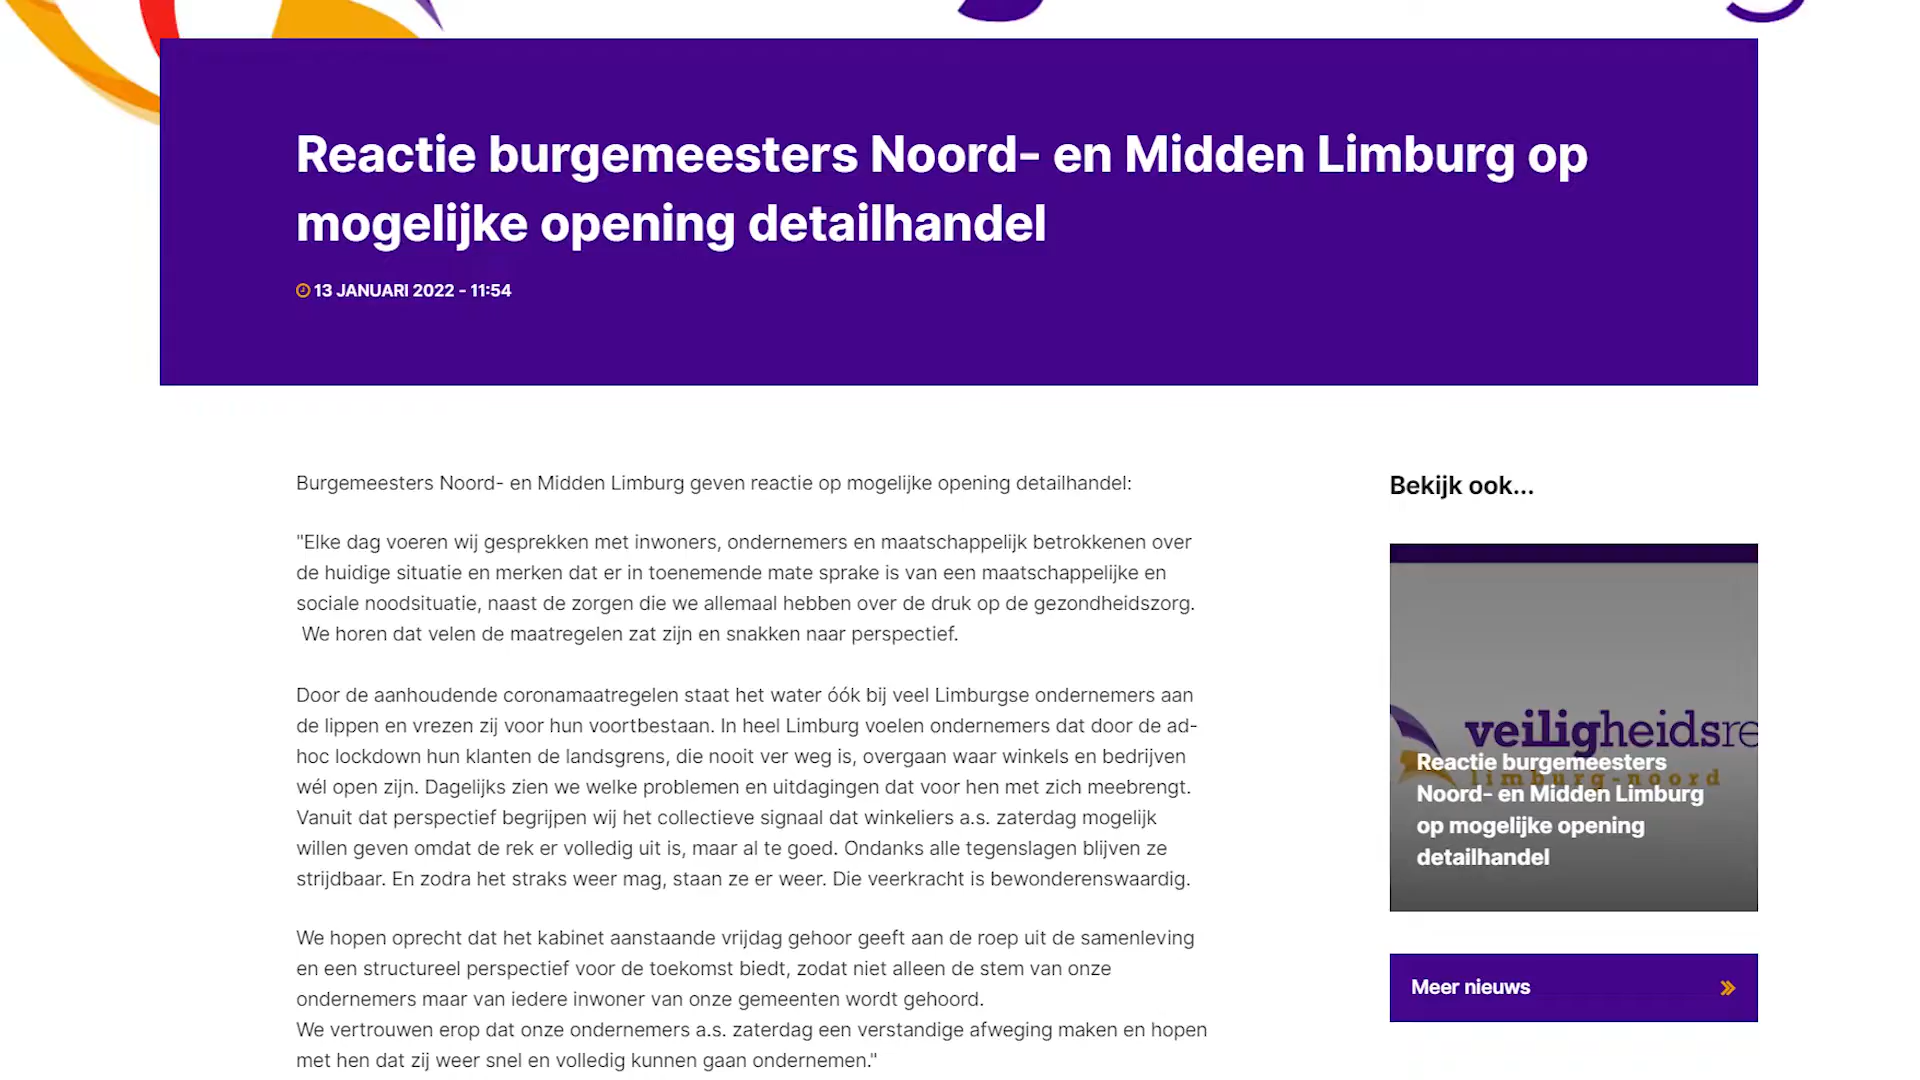 Reactie burgemeesters Noord- en Midden Limburg op
mogelijke opening detailhandel
13 JANUARI 2022 - 11:54
Burgemeesters Noord- en Midden Limburg geven reactie op mogelijke opening detailhandel:
"Elke dag voeren wij gesprekken met inwoners, ondernemers en maatschappelijk betrokkenen over
de huidige situatie en merken dat er in toenemende mate sprake is van een maatschappelijke en
sociale noodsituatie, naast de zorgen die we allemaal hebben over de druk op de gezondheidszorg.
We horen dat velen de maatregelen zat zijn en snakken naar perspectief.
Door de aanhoudende coronamaatregelen staat het water óók bij veel Limburgse ondernemers aan
de lippen en vrezen zij voor hun voortbestaan. In heel Limburg voelen ondernemers dat door de ad-
hoc lockdown hun klanten de landsgrens, die nooit ver weg is, overgaan waar winkels en bedrijven
wél open zijn. Dagelijks zien we welke problemen en uitdagingen dat voor hen met zich meebrengt.
Vanuit dat perspectief begrijpen wij het collectieve signaal dat winkeliers a.s. zaterdag mogelijk
willen geven omdat de rek er volledig uit is, maar al te goed. Ondanks alle tegenslagen blijven ze
strijdbaar. En zodra het straks weer mag, staan ze er weer. Die veerkracht is bewonderenswaardig.
We hopen oprecht dat het kabinet aanstaande vrijdag gehoor geeft aan de roep uit de samenleving
en een structureel perspectief voor de toekomst biedt, zodat niet alleen de stem van onze
ondernemers maar van iedere inwoner van onze gemeenten wordt gehoord.
We vertrouwen erop dat onze ondernemers a.s. zaterdag een verstandige afweging maken en hopen
met hen dat zij weer snel en volledig kunnen gaan ondernemen."
Bekijk ook...
veiligheidsre
limburg-noord
Reactie burgemeesters
Noord- en Midden Limburg
op mogelijke opening
detailhandel
Meer nieuws